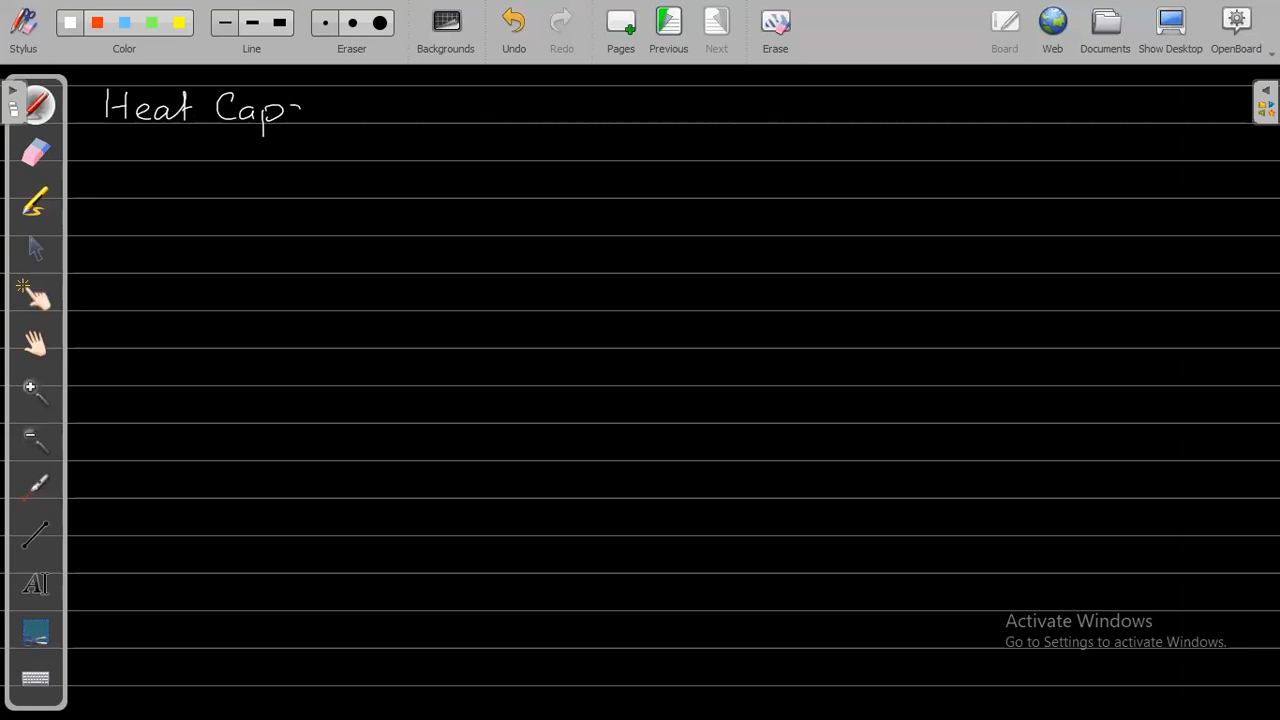 Stylus Color Line Eraser Backgrounds Undo Redo Pages Previous Next Erase Board Web Documents Show Desktop OpenBoard
Heat Cap
Activate Windows
Go to Settings to activate Windows.